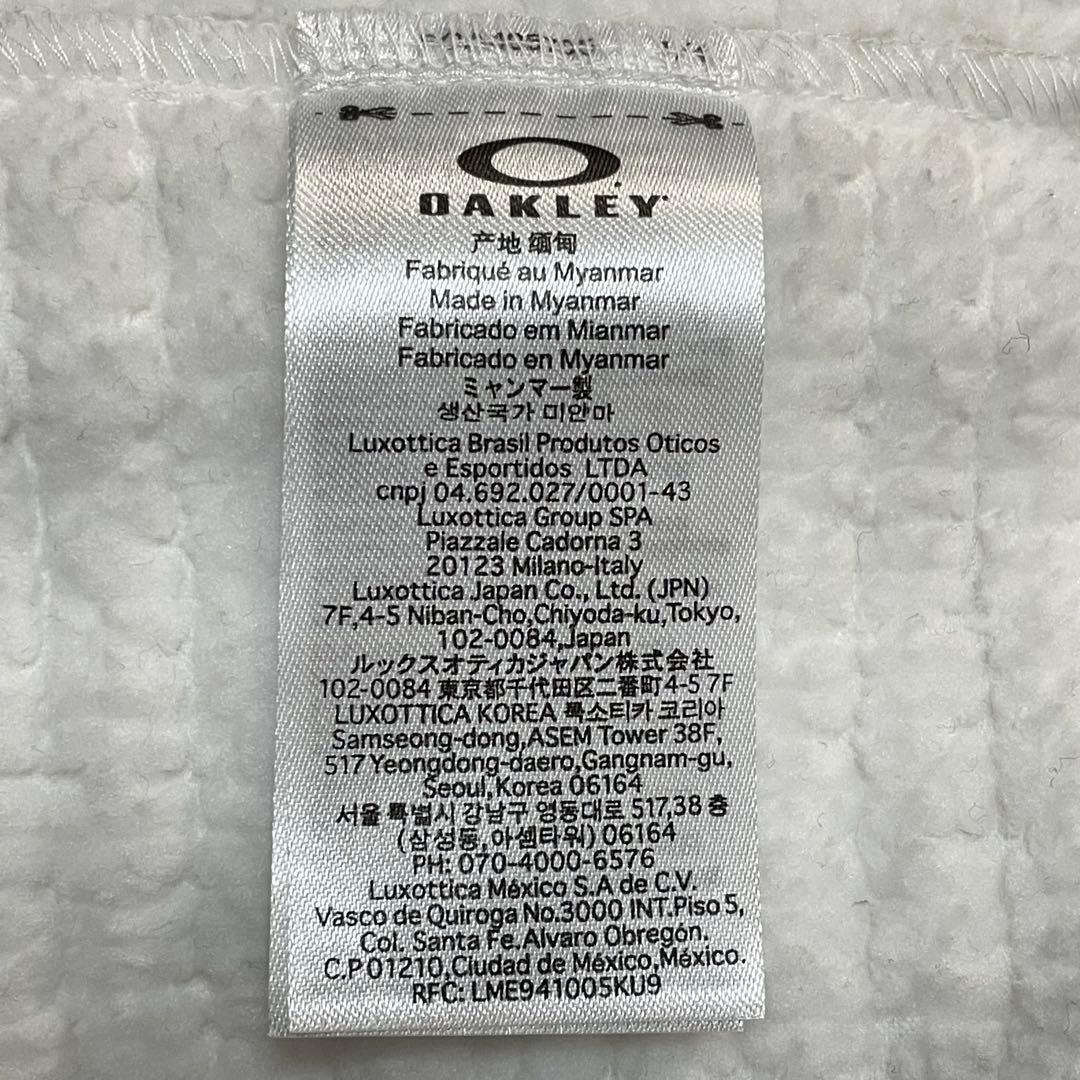 OAKLEY
产地 缅甸
Fabriqué au Myanmar
Made in Myanmar
Fabricado em Mianmar
Fabricado en Myanmar
ミャンマー製
생산국가 미얀마
Luxottica Brasil Produtos Oticos
e Esportidos LTDA
cnpj 04.692.027/0001-43
Luxottica Group SPA
Piazzale Cadorna 3
20123 Milano-Italy
Luxottica Japan Co., Ltd. (JPN)
7F,4-5 Niban-Cho,Chiyoda-ku,Tokyo,
102-0084,Japan
ルックスオティカジャパン株式会社
102-0084 東京都千代田区二番町4-5 7F
LUXOTTICA KOREA 룩소티카 코리아
Samseong-dong,ASEM Tower 38F,
517 Yeongdong-daero,Gangnam-gu,
Seoul,Korea 06164
서울 특별시 강남구 영동대로 517,38 층
(삼성동,아셈타워) 06164
PH: 070-4000-6576
Luxottica México S.A de C.V.
Vasco de Quiroga No.3000 INT.Piso 5,
Col. Santa Fe.Alvaro Obregón.
C.P 01210,Ciudad de México,México.
RFC: LME941005KU9